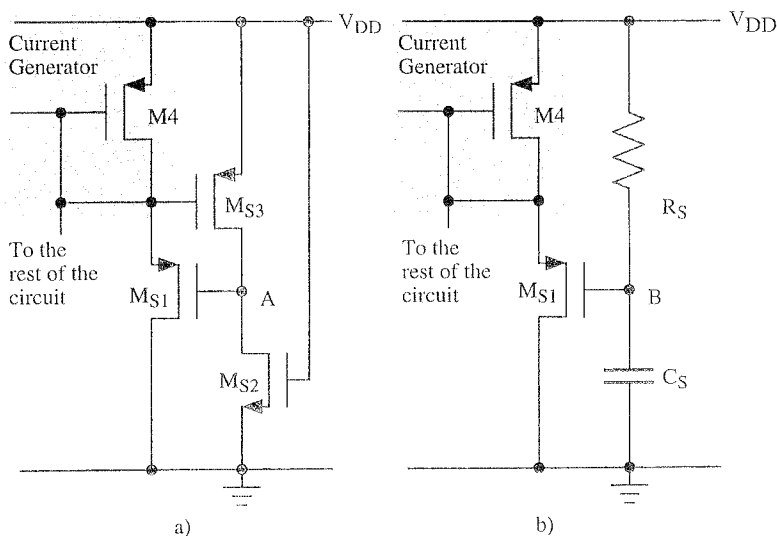 V_DD
Current
Generator
M4
M_S3
To the
rest of the
circuit
M_S1
A
M_S2
a)
V_DD
Current
Generator
M4
R_S
To the
rest of the
circuit
M_S1
B
C_S
b)